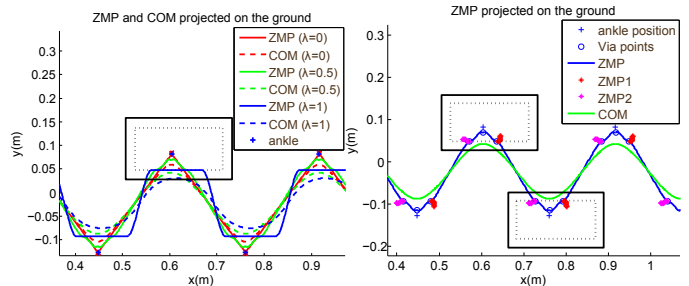 ZMP and COM projected on the ground
ZMP (λ=0)
COM (λ=0)
ZMP (λ=0.5)
COM (λ=0.5)
ZMP (λ=1)
COM (λ=1)
ankle
y(m)
0.3
0.25
0.2
0.15
0.1
0.05
0
-0.05
-0.1
0.4
0.5
0.6
0.7
0.8
0.9
x(m)
ZMP projected on the ground
ankle position
Via points
ZMP
ZMP1
ZMP2
COM
y(m)
0.3
0.2
0.1
0
-0.1
-0.2
0.4
0.5
0.6
0.7
0.8
0.9
1
x(m)